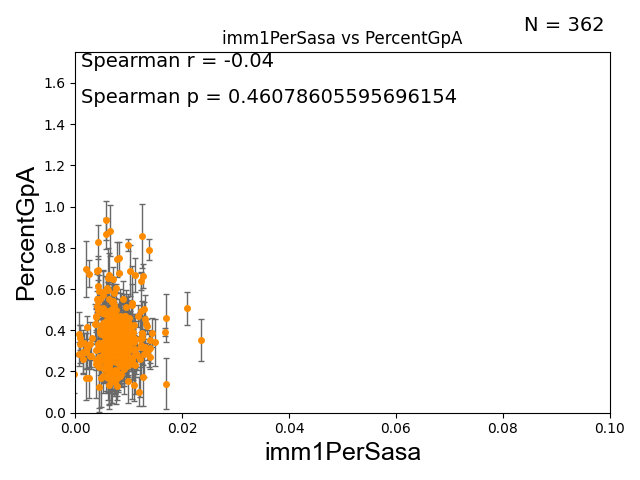 N = 362
imm1PerSasa vs PercentGpA
Spearman r = -0.04
Spearman p = 0.46078605595696154
1.6
1.4
1.2
1.0
0.8
0.6
0.4
0.2
0.0
PercentGpA
0.00 0.02 0.04 0.06 0.08 0.10
imm1PerSasa